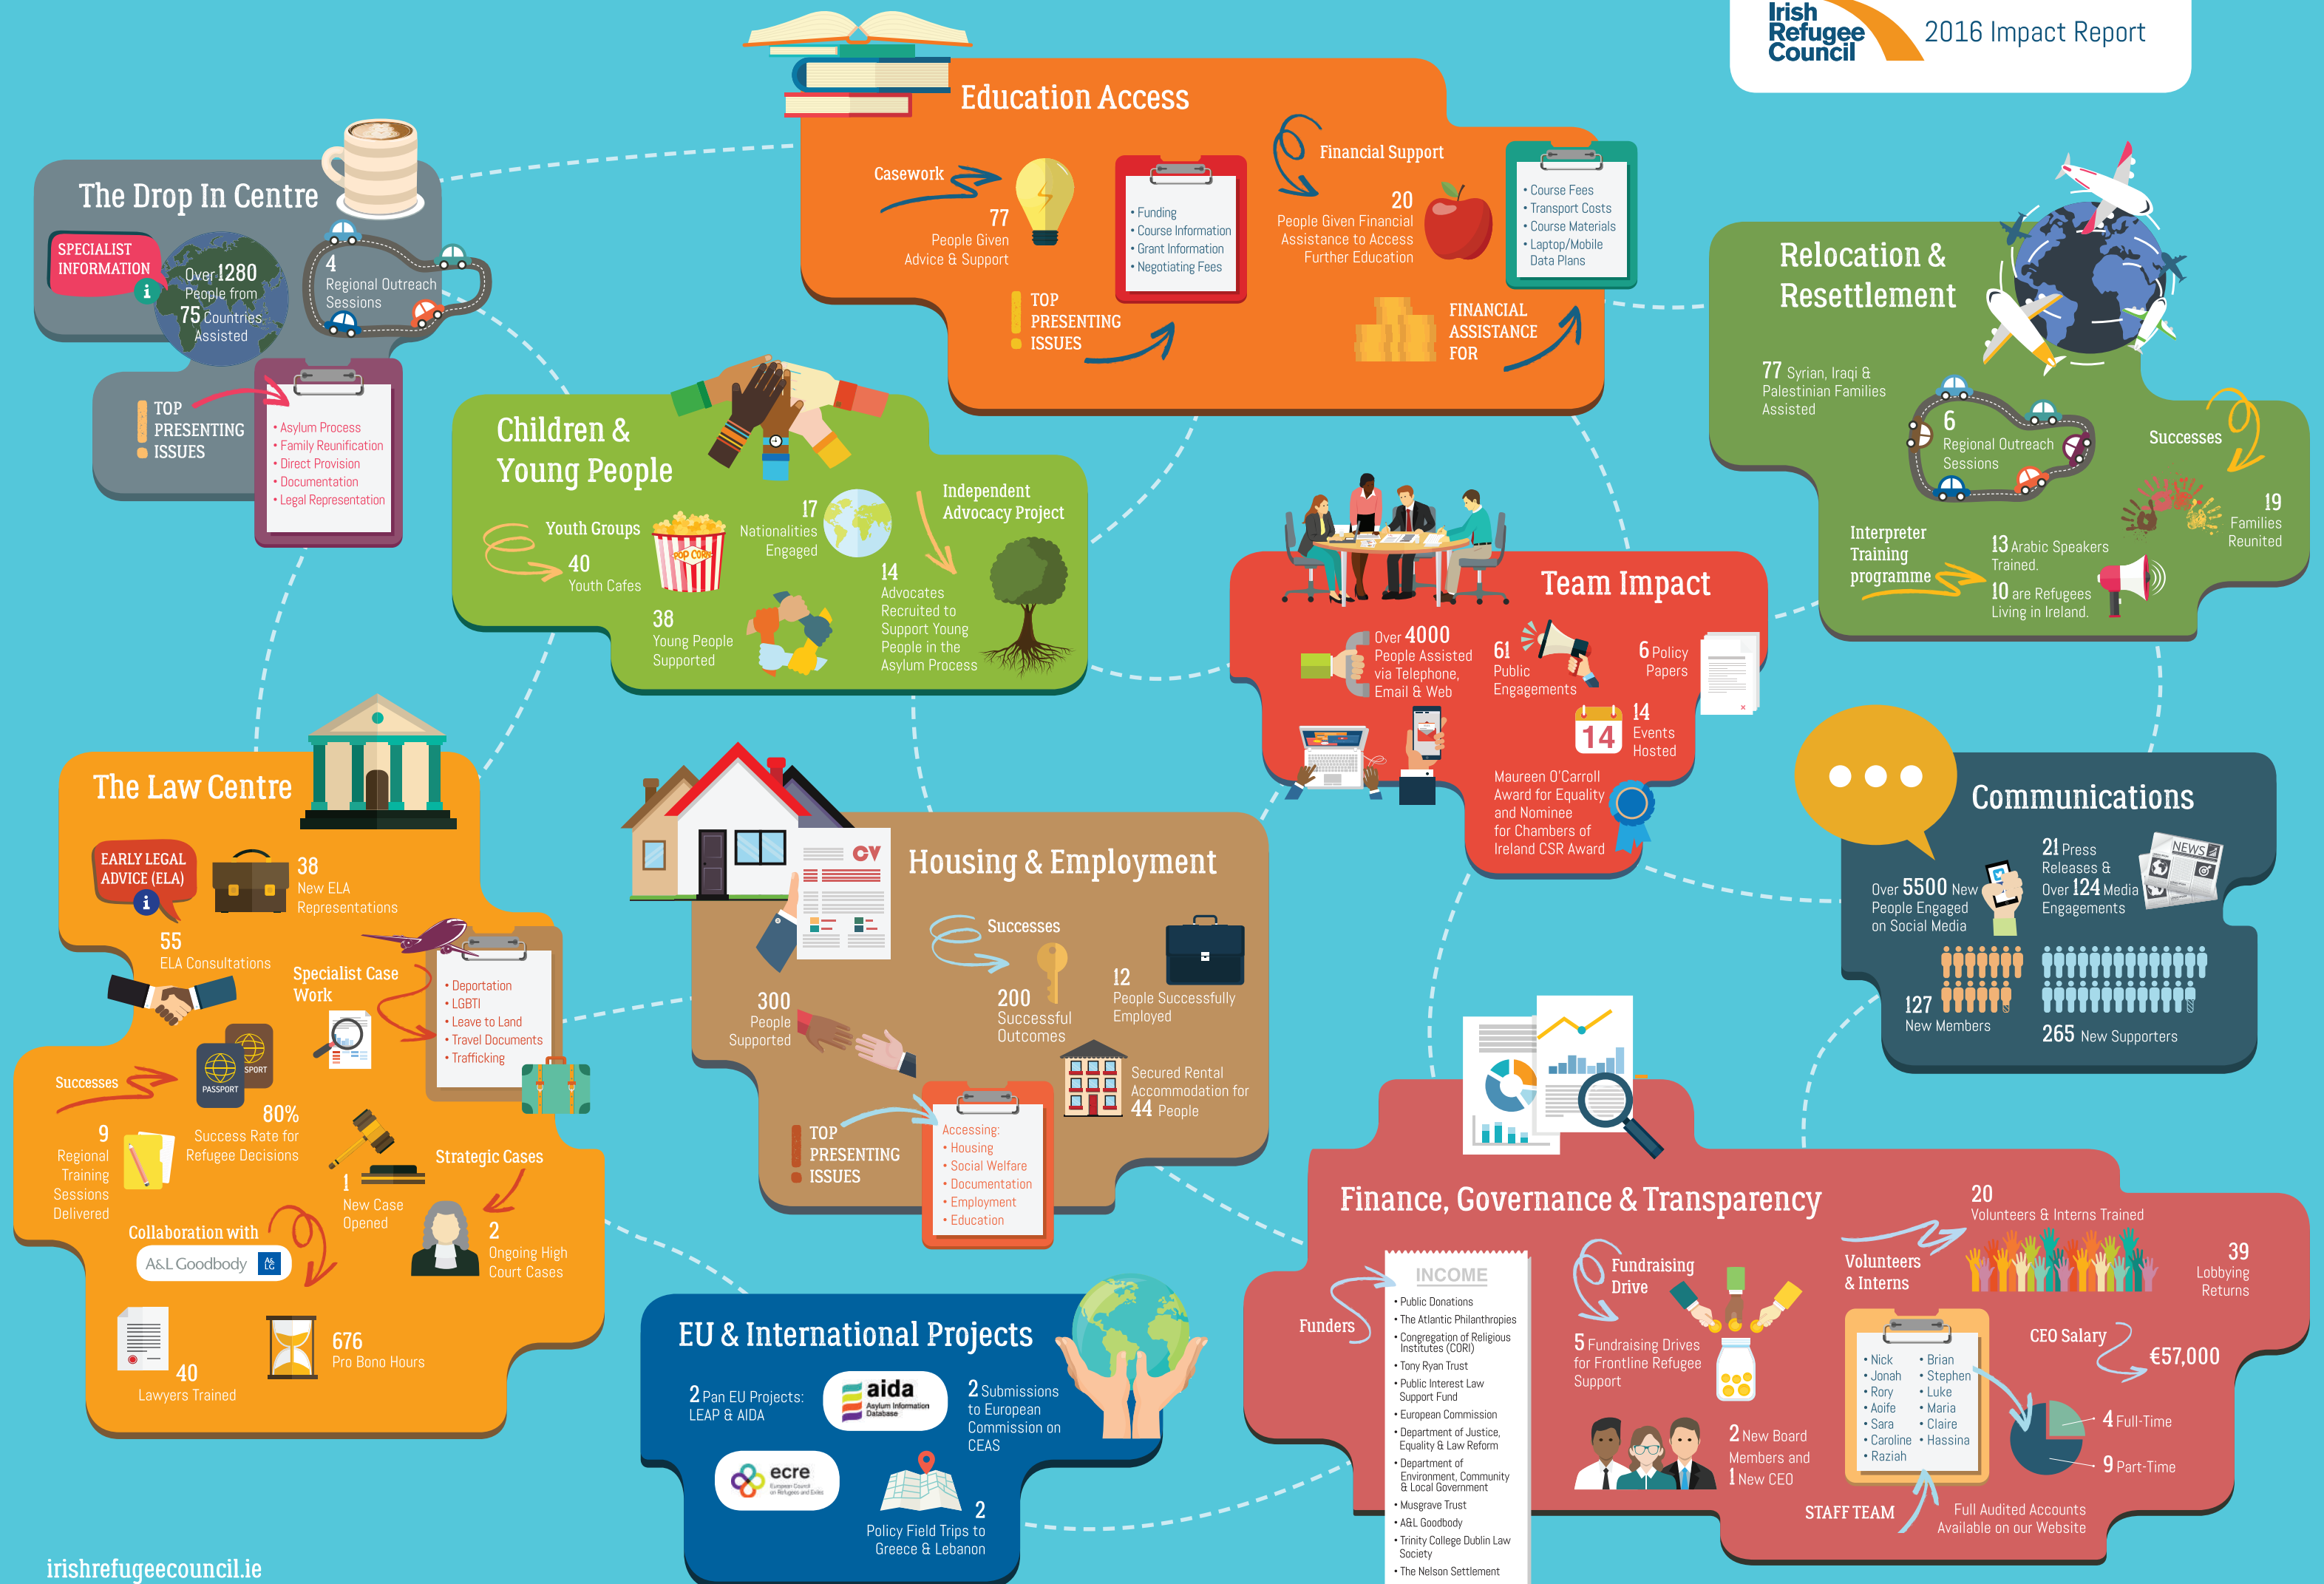 Irish
Refugee
Council
2016 Impact Report
Education Access
Casework
77
People Given
Advice & Support
• Funding
• Course Information
• Grant Information
• Negotiating Fees
TOP
PRESENTING
ISSUES
Financial Support
20
People Given Financial
Assistance to Access
Further Education
• Course Fees
• Transport Costs
• Course Materials
• Laptop/Mobile
Data Plans
FINANCIAL
ASSISTANCE
FOR
The Drop In Centre
SPECIALIST
INFORMATION
i
Over 1280
People from
75 Countries
Assisted
4
Regional Outreach
Sessions
TOP
PRESENTING
ISSUES
• Asylum Process
• Family Reunification
• Direct Provision
• Documentation
• Legal Representation
Relocation &
Resettlement
77 Syrian, Iraqi &
Palestinian Families
Assisted
6
Regional Outreach
Sessions
Successes
19
Families
Reunited
Interpreter
Training
programme
13 Arabic Speakers
Trained.
10 are Refugees
Living in Ireland.
Children &
Young People
Youth Groups
40
Youth Cafes
POP CORN
17
Nationalities
Engaged
38
Young People
Supported
Independent
Advocacy Project
14
Advocates
Recruited to
Support Young
People in the
Asylum Process
Team Impact
Over 4000
People Assisted
via Telephone,
Email & Web
61
Public
Engagements
6 Policy
Papers
14
14
Events
Hosted
Maureen O'Carroll
Award for Equality
and Nominee
for Chambers of
Ireland CSR Award
The Law Centre
EARLY LEGAL
ADVICE (ELA)
i
38
New ELA
Representations
55
ELA Consultations
Specialist Case
Work
• Deportation
• LGBTI
• Leave to Land
• Travel Documents
• Trafficking
Successes
PASSPORT
SPORT
80%
Success Rate for
Refugee Decisions
9
Regional
Training
Sessions
Delivered
1
New Case
Opened
Strategic Cases
2
Ongoing High
Court Cases
Collaboration with
A&L Goodbody
A&
LG
40
Lawyers Trained
676
Pro Bono Hours
Housing & Employment
CV
300
People
Supported
Successes
200
Successful
Outcomes
12
People Successfully
Employed
Secured Rental
Accommodation for
44 People
TOP
PRESENTING
ISSUES
Accessing:
• Housing
• Social Welfare
• Documentation
• Employment
• Education
Communications
Over 5500 New
People Engaged
on Social Media
21 Press
Releases &
Over 124 Media
Engagements
NEWS
127
New Members
265 New Supporters
EU & International Projects
2 Pan EU Projects:
LEAP & AIDA
aida
Asylum Information
Database
2 Submissions
to European
Commission on
CEAS
ecre
European Council
on Refugees and Exiles
2
Policy Field Trips to
Greece & Lebanon
Finance, Governance & Transparency
Funders
INCOME
• Public Donations
• The Atlantic Philanthropies
• Congregation of Religious
Institutes (CORI)
• Tony Ryan Trust
• Public Interest Law
Support Fund
• European Commission
• Department of Justice,
Equality & Law Reform
• Department of
Environment, Community
& Local Government
• Musgrave Trust
• A&L Goodbody
• Trinity College Dublin Law
Society
• The Nelson Settlement
Fundraising
Drive
5 Fundraising Drives
for Frontline Refugee
Support
2 New Board
Members and
1 New CEO
Volunteers
& Interns
20
Volunteers & Interns Trained
39
Lobbying
Returns
CEO Salary
€57,000
• Nick
• Jonah
• Rory
• Aoife
• Sara
• Caroline
• Raziah
• Brian
• Stephen
• Luke
• Maria
• Claire
• Hassina
4 Full-Time
9 Part-Time
STAFF TEAM
Full Audited Accounts
Available on our Website
irishrefugeecouncil.ie